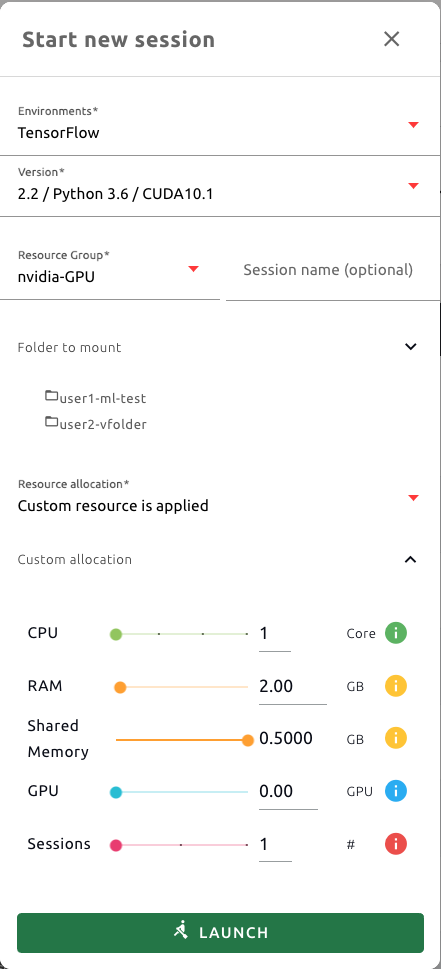 Start new session
Environments*
TensorFlow
Version*
2.2 / Python 3.6 / CUDA10.1
Resource Group*
nvidia-GPU
Session name (optional)
Folder to mount
user1-ml-test
user2-vfolder
Resource allocation*
Custom resource is applied
Custom allocation
CPU 1 Core
RAM 2.00 GB
Shared Memory 0.5000 GB
GPU 0.00 GPU
Sessions 1 #
LAUNCH